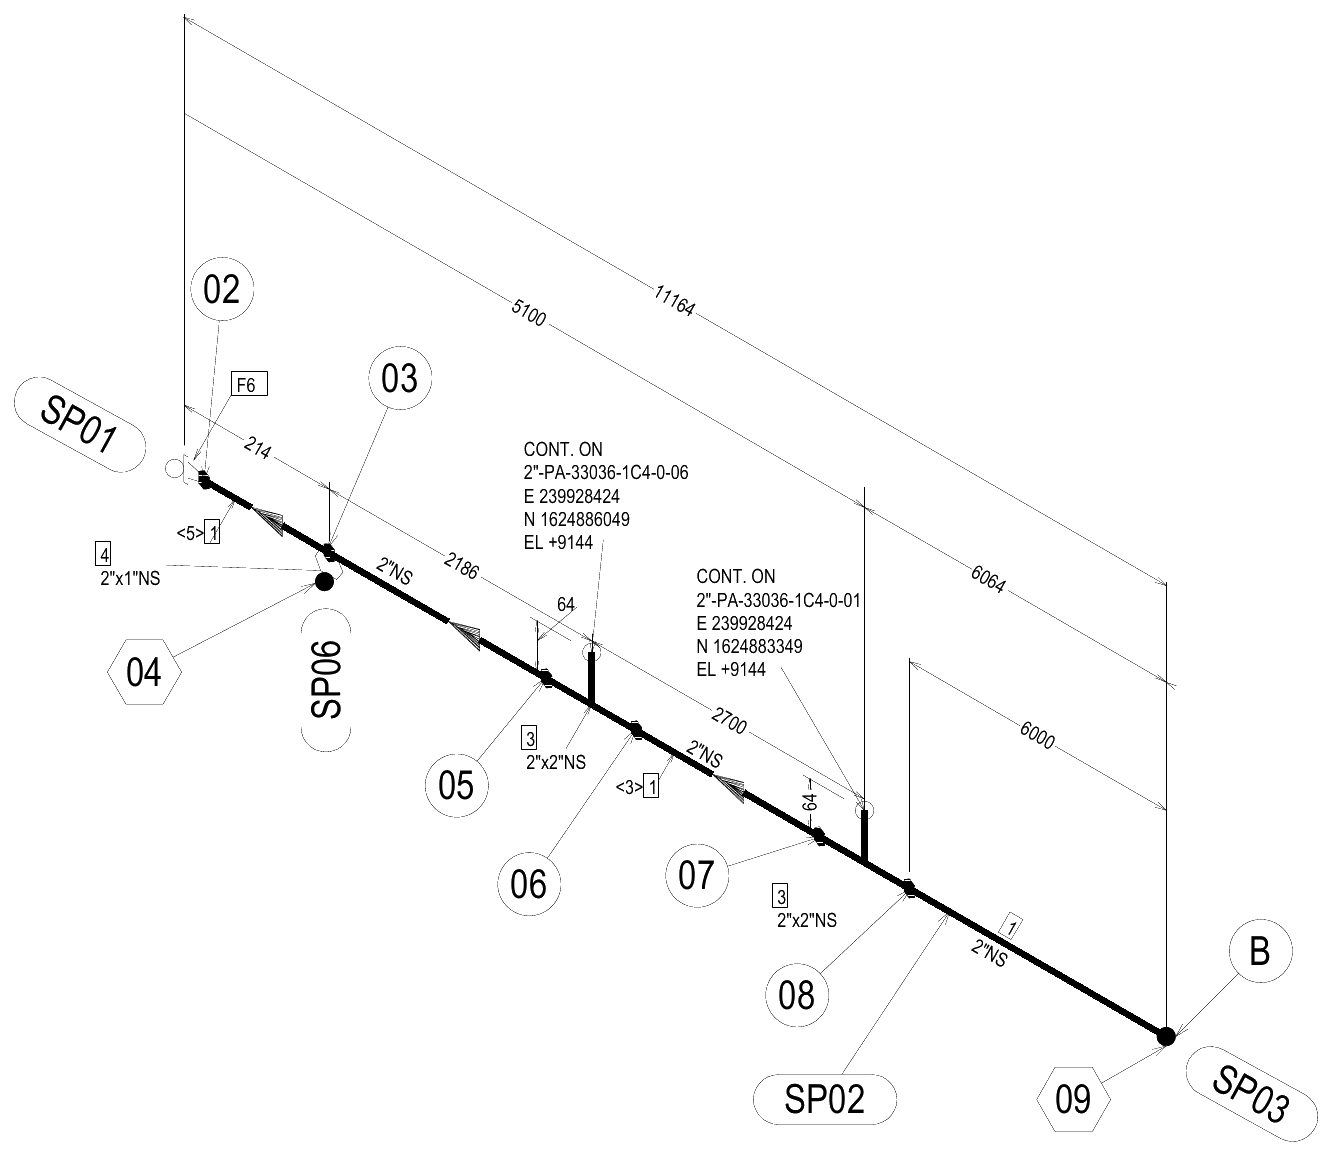 11164
5100
02
F6
03
SP01
214
CONT. ON
2"-PA-33036-1C4-0-06
E 239928424
N 1624886049
EL +9144
<5> 1
4
2"x1"NS
2"NS
2186
CONT. ON
2"-PA-33036-1C4-0-01
E 239928424
N 1624883349
EL +9144
6064
64
04
SP06
3
2"x2"NS
2700
6000
05
2"NS
<3> 1
64
06
07
3
2"x2"NS
1
2"NS
B
08
SP02
09
SP03